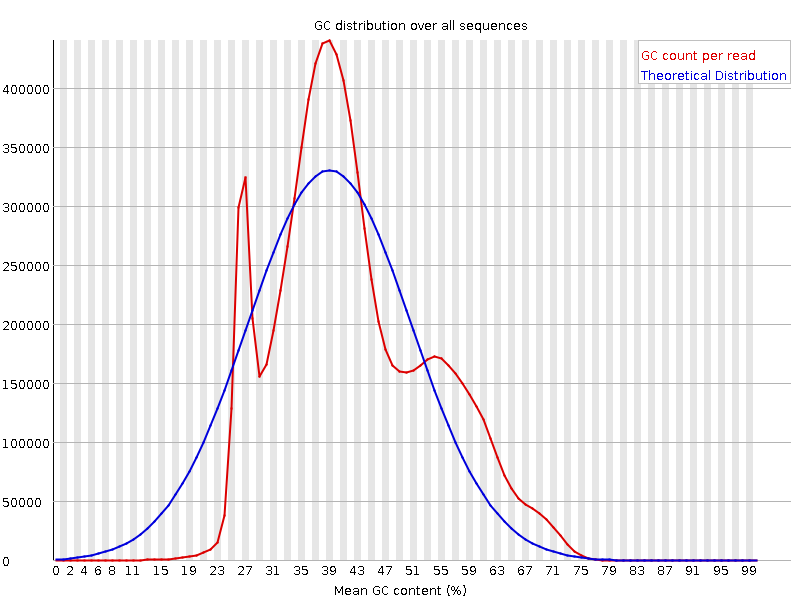 GC distribution over all sequences
GC count per read
Theoretical Distribution
400000
350000
300000
250000
200000
150000
100000
50000
0
0 2 4 6 8 11 15 19 23 27 31 35 39 43 47 51 55 59 63 67 71 75 79 83 87 91 95 99
Mean GC content (%)